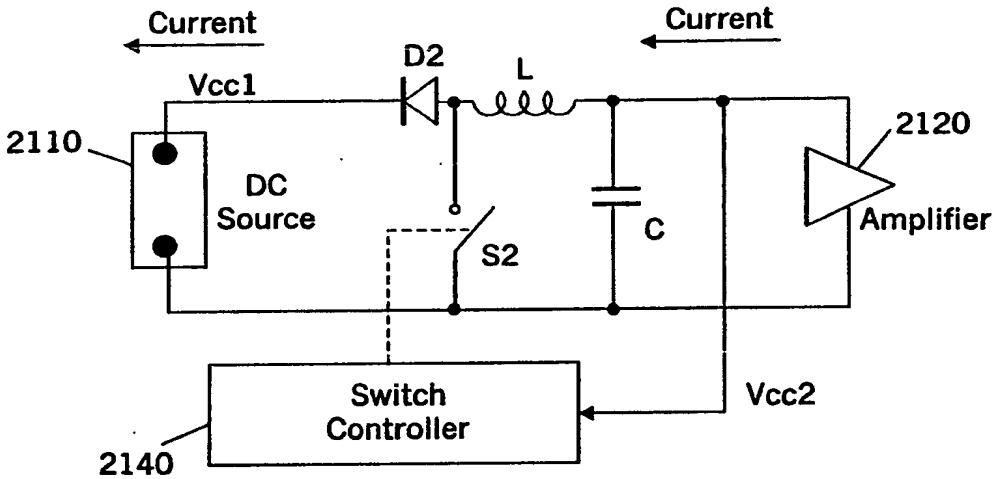 Current
Current
D2
L
Vcc1
2110
2120
DC
Source
S2
C
Amplifier
Switch
Controller
Vcc2
2140